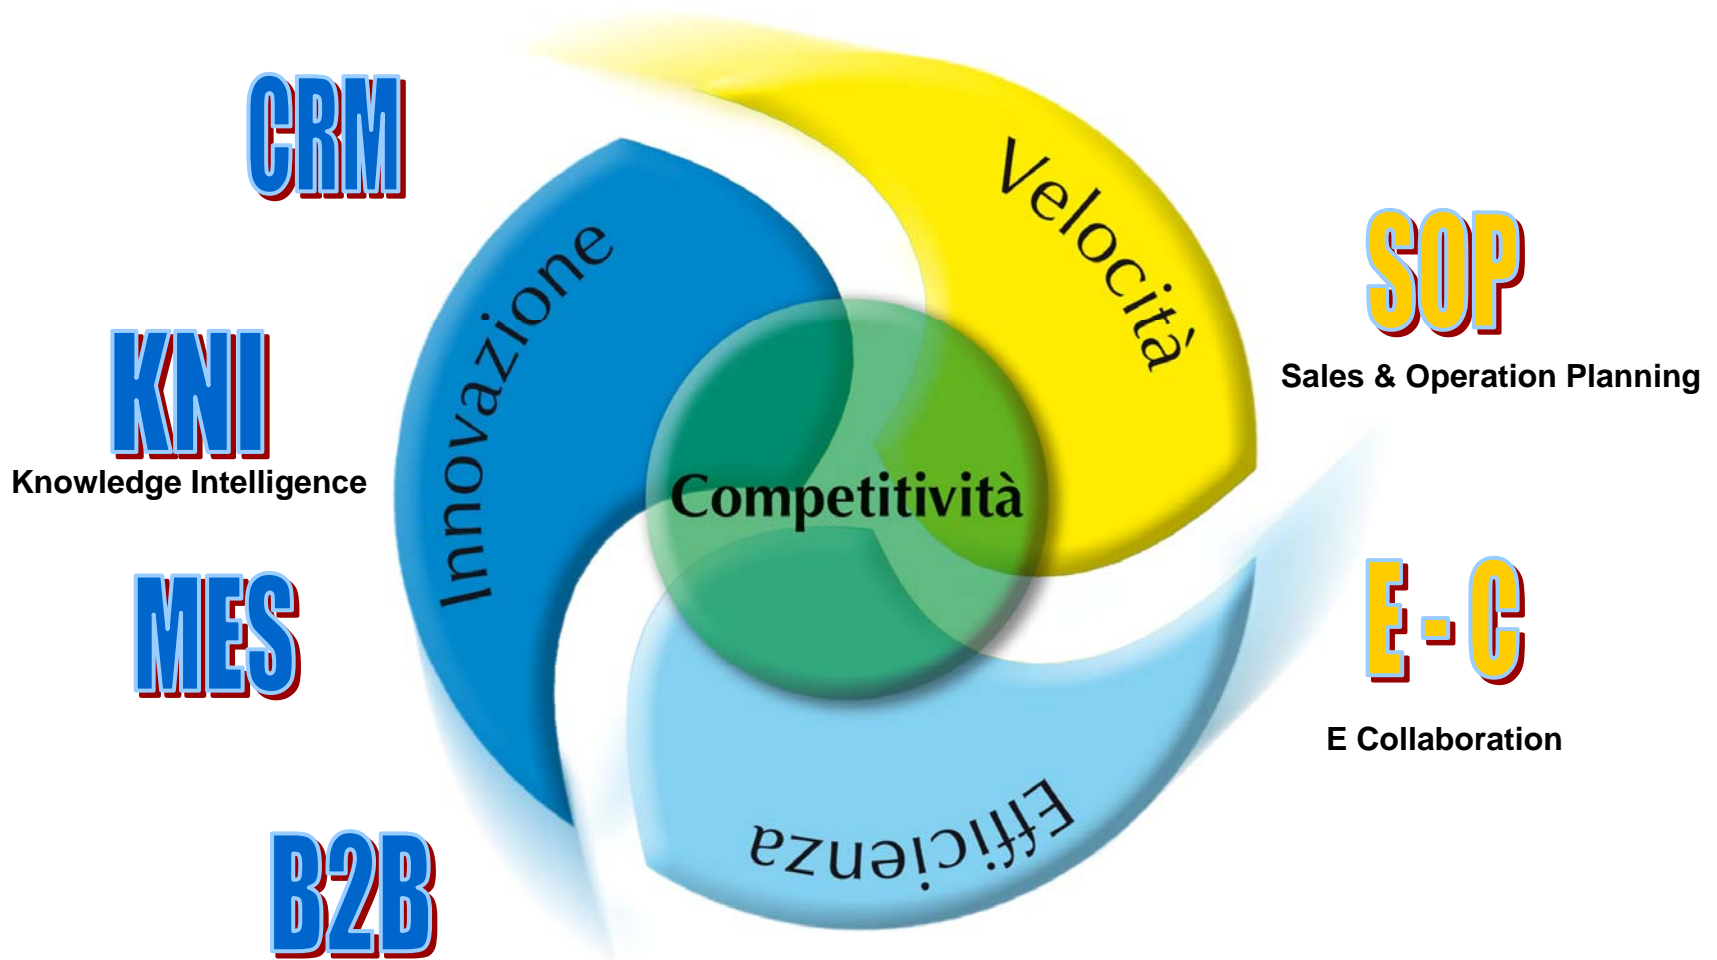 CRM
Velocità
SOP
Sales & Operation Planning
Innovazione
KNI
Knowledge Intelligence
Competitività
MES
E - C
E Collaboration
Efficienza
B2B